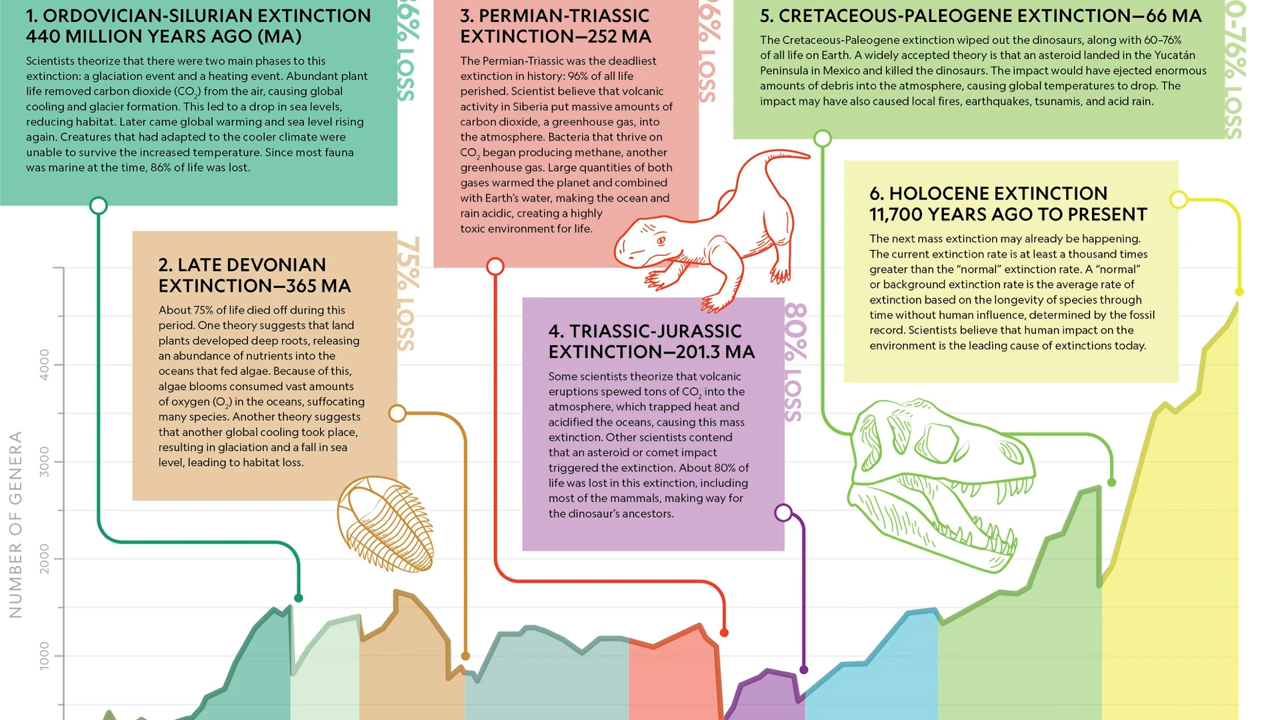 1. ORDOVICIAN-SILURIAN EXTINCTION
440 MILLION YEARS AGO (MA)
Scientists theorize that there were two main phases to this
extinction: a glaciation event and a heating event. Abundant plant
life removed carbon dioxide (CO₂) from the air, causing global
cooling and glacier formation. This led to a drop in sea levels,
reducing habitat. Later came global warming and sea level rising
again. Creatures that had adapted to the cooler climate were
unable to survive the increased temperature. Since most fauna
was marine at the time, 86% of life was lost.
86% LOSS
2. LATE DEVONIAN
EXTINCTION—365 MA
About 75% of life died off during this
period. One theory suggests that land
plants developed deep roots, releasing
an abundance of nutrients into the
oceans that fed algae. Because of this,
algae blooms consumed vast amounts
of oxygen (O₂) in the oceans, suffocating
many species. Another theory suggests
that another global cooling took place,
resulting in glaciation and a fall in sea
level, leading to habitat loss.
75% LOSS
3. PERMIAN-TRIASSIC
EXTINCTION—252 MA
The Permian-Triassic was the deadliest
extinction in history: 96% of all life
perished. Scientist believe that volcanic
activity in Siberia put massive amounts of
carbon dioxide, a greenhouse gas, into
the atmosphere. Bacteria that thrive on
CO₂ began producing methane, another
greenhouse gas. Large quantities of both
gases warmed the planet and combined
with Earth's water, making the ocean and
rain acidic, creating a highly
toxic environment for life.
96% LOSS
4. TRIASSIC-JURASSIC
EXTINCTION—201.3 MA
Some scientists theorize that volcanic
eruptions spewed tons of CO₂ into the
atmosphere, which trapped heat and
acidified the oceans, causing this mass
extinction. Other scientists contend
that an asteroid or comet impact
triggered the extinction. About 80% of
life was lost in this extinction, including
most of the mammals, making way for
the dinosaur's ancestors.
80% LOSS
5. CRETACEOUS-PALEOGENE EXTINCTION—66 MA
The Cretaceous-Paleogene extinction wiped out the dinosaurs, along with 60-76%
of all life on Earth. A widely accepted theory is that an asteroid landed in the Yucatán
Peninsula in Mexico and killed the dinosaurs. The impact would have ejected enormous
amounts of debris into the atmosphere, causing global temperatures to drop. The
impact may have also caused local fires, earthquakes, tsunamis, and acid rain.
0-76% LOSS
6. HOLOCENE EXTINCTION
11,700 YEARS AGO TO PRESENT
The next mass extinction may already be happening.
The current extinction rate is at least a thousand times
greater than the "normal" extinction rate. A "normal"
or background extinction rate is the average rate of
extinction based on the longevity of species through
time without human influence, determined by the fossil
record. Scientists believe that human impact on the
environment is the leading cause of extinctions today.
NUMBER OF GENERA
4000
3000
2000
1000